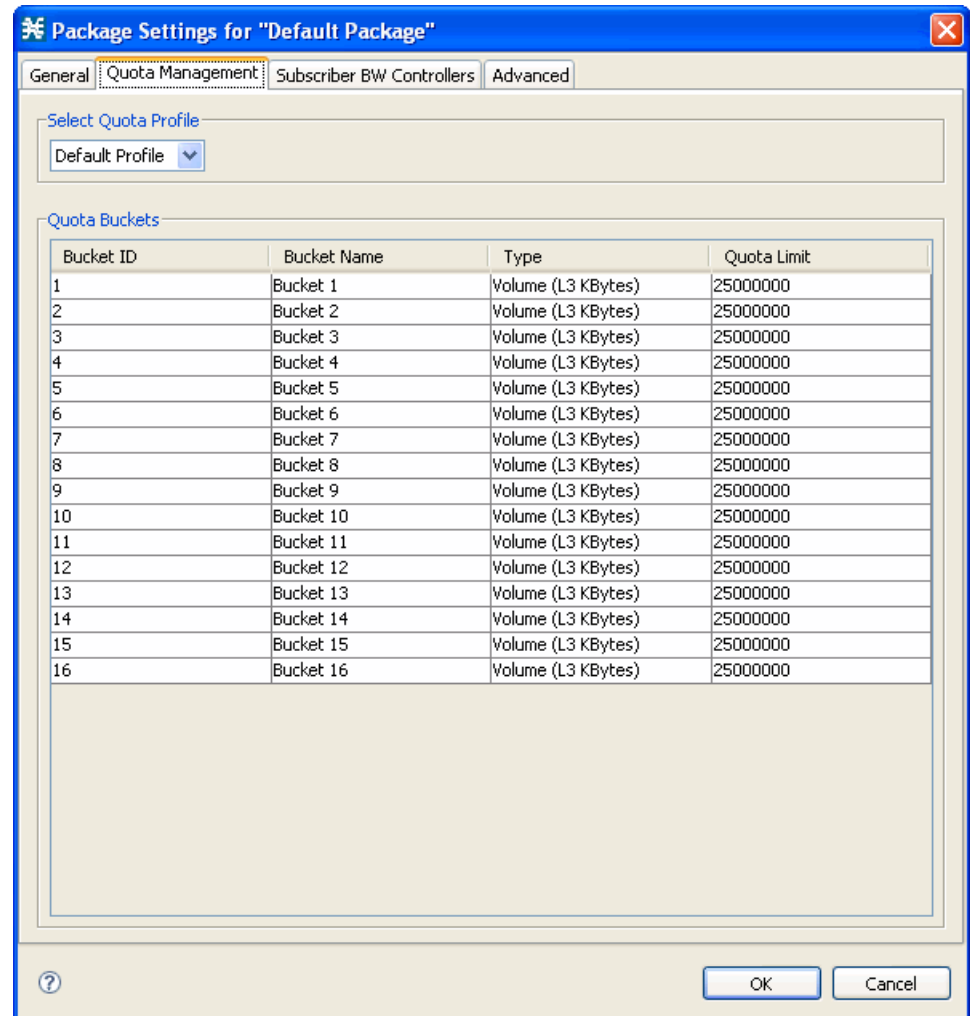 Package Settings for "Default Package"
General Quota Management Subscriber BW Controllers Advanced
Select Quota Profile
Default Profile
Quota Buckets
Bucket ID Bucket Name Type Quota Limit
1 Bucket 1 Volume (L3 KBytes) 25000000
2 Bucket 2 Volume (L3 KBytes) 25000000
3 Bucket 3 Volume (L3 KBytes) 25000000
4 Bucket 4 Volume (L3 KBytes) 25000000
5 Bucket 5 Volume (L3 KBytes) 25000000
6 Bucket 6 Volume (L3 KBytes) 25000000
7 Bucket 7 Volume (L3 KBytes) 25000000
8 Bucket 8 Volume (L3 KBytes) 25000000
9 Bucket 9 Volume (L3 KBytes) 25000000
10 Bucket 10 Volume (L3 KBytes) 25000000
11 Bucket 11 Volume (L3 KBytes) 25000000
12 Bucket 12 Volume (L3 KBytes) 25000000
13 Bucket 13 Volume (L3 KBytes) 25000000
14 Bucket 14 Volume (L3 KBytes) 25000000
15 Bucket 15 Volume (L3 KBytes) 25000000
16 Bucket 16 Volume (L3 KBytes) 25000000
? OK Cancel